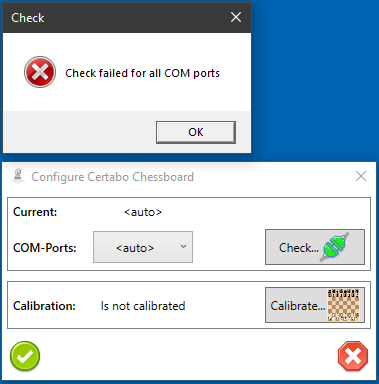 Check
Check failed for all COM ports
OK
Configure Certabo Chessboard
Current: <auto>
COM-Ports: <auto> Check...
Calibration: Is not calibrated Calibrate...